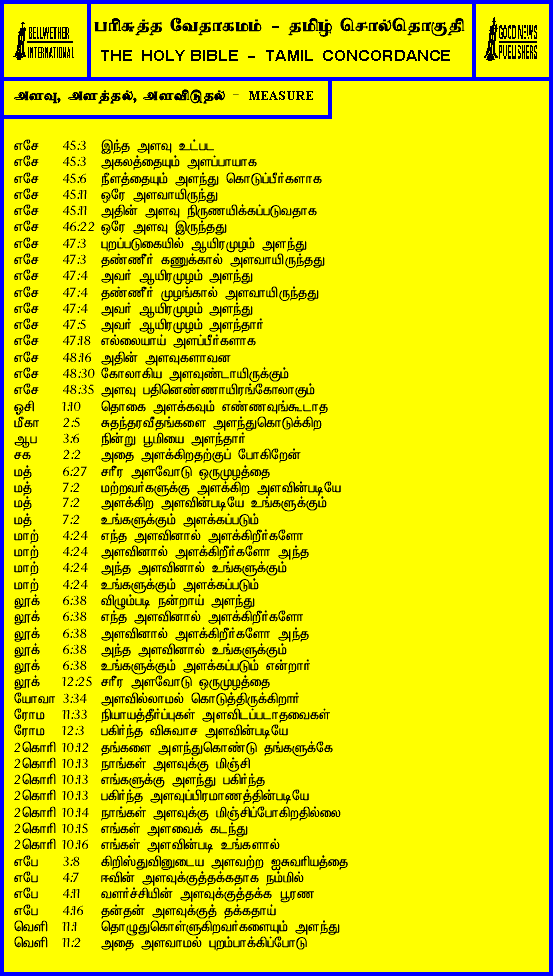 BELLWETHER
INTERNATIONAL
பரிசுத்த வேதாகமம் - தமிழ் சொல்தொகுதி
THE HOLY BIBLE - TAMIL CONCORDANCE
GOOD NEWS
PUBLISHERS
அளவு, அளத்தல், அளவிடுதல் - MEASURE
எசே 45:3 இந்த அளவு உட்பட
எசே 45:3 அகலத்தையும் அளப்பாயாக
எசே 45:6 நீளத்தையும் அளந்து கொடுப்பீர்களாக
எசே 45:11 ஒரே அளவாயிருந்து
எசே 45:11 அதின் அளவு நிருணயிக்கப்படுவதாக
எசே 46:22 ஒரே அளவு இருந்தது
எசே 47:3 புறப்படுகையில் ஆயிரமுழம் அளந்து
எசே 47:3 தண்ணீர் கணுக்கால் அளவாயிருந்தது
எசே 47:4 அவர் ஆயிரமுழம் அளந்து
எசே 47:4 தண்ணீர் முழங்கால் அளவாயிருந்தது
எசே 47:4 அவர் ஆயிரமுழம் அளந்து
எசே 47:5 அவர் ஆயிரமுழம் அளந்தார்
எசே 47:18 எல்லையாய் அளப்பீர்களாக
எசே 48:16 அதின் அளவுகளாவன
எசே 48:30 கோலாகிய அளவுண்டாயிருக்கும்
எசே 48:35 அளவு பதினெண்ணாயிரங்கோலாகும்
ஓசி 1:10 தொகை அளக்கவும் எண்ணவுங்கூடாத
மீகா 2:5 சுதந்தரவீதங்களை அளந்துகொடுக்கிற
ஆப 3:6 நின்று பூமியை அளந்தார்
சக 2:2 அதை அளக்கிறதற்குப் போகிறேன்
மத் 6:27 சரீர அளவோடு ஒருமுழத்தை
மத் 7:2 மற்றவர்களுக்கு அளக்கிற அளவின்படியே
மத் 7:2 அளக்கிற அளவின்படியே உங்களுக்கும்
மத் 7:2 உங்களுக்கும் அளக்கப்படும்
மாற் 4:24 எந்த அளவினால் அளக்கிறீர்களோ
மாற் 4:24 அளவினால் அளக்கிறீர்களோ அந்த
மாற் 4:24 அந்த அளவினால் உங்களுக்கும்
மாற் 4:24 உங்களுக்கும் அளக்கப்படும்
லூக் 6:38 விழும்படி நன்றாய் அளந்து
லூக் 6:38 எந்த அளவினால் அளக்கிறீர்களோ
லூக் 6:38 அளவினால் அளக்கிறீர்களோ அந்த
லூக் 6:38 அந்த அளவினால் உங்களுக்கும்
லூக் 6:38 உங்களுக்கும் அளக்கப்படும் என்றார்
லூக் 12:25 சரீர அளவோடு ஒருமுழத்தை
யோவா 3:34 அளவில்லாமல் கொடுத்திருக்கிறார்
ரோம 11:33 நியாயத்தீர்ப்புகள் அளவிடப்படாதவைகள்
ரோம 12:3 பகிர்ந்த விசுவாச அளவின்படியே
2கொரி 10:12 தங்களை அளந்துகொண்டு தங்களுக்கே
2கொரி 10:13 நாங்கள் அளவுக்கு மிஞ்சி
2கொரி 10:13 எங்களுக்கு அளந்து பகிர்ந்த
2கொரி 10:13 பகிர்ந்த அளவுப்பிரமாணத்தின்படியே
2கொரி 10:14 நாங்கள் அளவுக்கு மிஞ்சிப்போகிறதில்லை
2கொரி 10:15 எங்கள் அளவைக் கடந்து
2கொரி 10:16 எங்கள் அளவின்படி உங்களால்
எபே 3:8 கிறிஸ்துவினுடைய அளவற்ற ஐசுவரியத்தை
எபே 4:7 ஈவின் அளவுக்குத்தக்கதாக நம்மில்
எபே 4:11 வளர்ச்சியின் அளவுக்குத்தக்க பூரண
எபே 4:16 தன்தன் அளவுக்குத் தக்கதாய்
வெளி 11:1 தொழுதுகொள்ளுகிறவர்களையும் அளந்து
வெளி 11:2 அதை அளவாமல் புறம்பாக்கிப்போடு